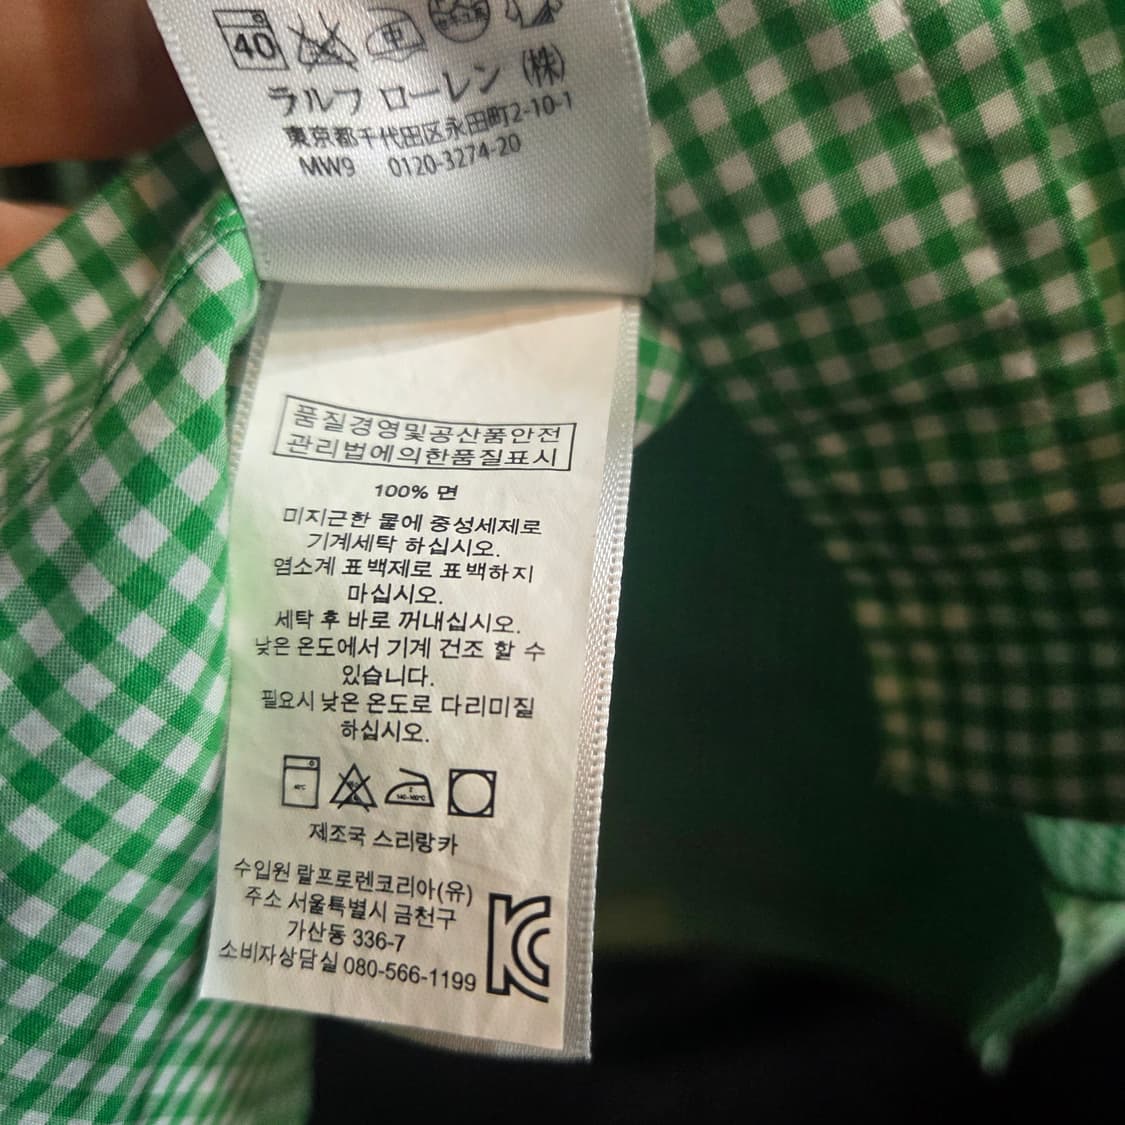 40
ラルフ ローレン (株)
東京都千代田区永田町2-10-1
MW9 0120-3274-20
품질경영및공산품안전
관리법에의한품질표시
100% 면
미지근한 물에 중성세제로
기계세탁 하십시오.
염소계 표백제로 표백하지
마십시오.
세탁 후 바로 꺼내십시오.
낮은 온도에서 기계 건조 할 수
있습니다.
필요시 낮은 온도로 다리미질
하십시오.
제조국 스리랑카
수입원 랄프로렌코리아(유)
주소 서울특별시 금천구
가산동 336-7
소비자상담실 080-566-1199
KC